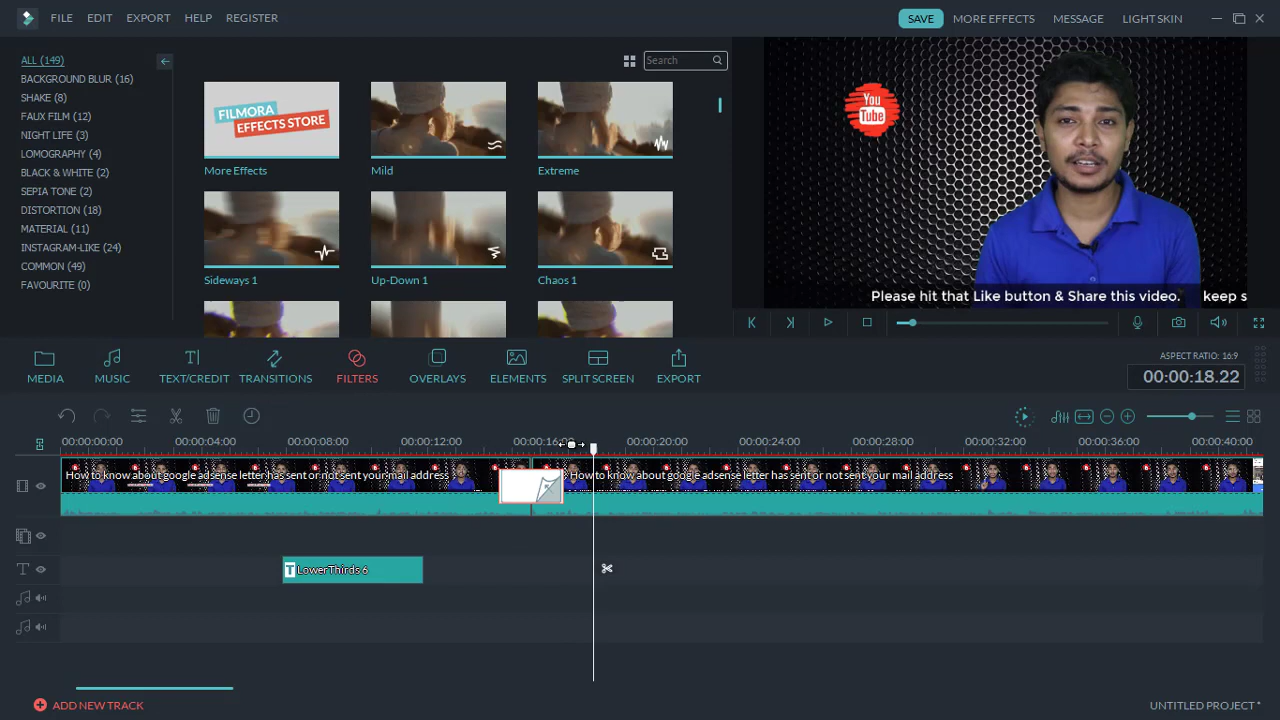 FILE EDIT EXPORT HELP REGISTER SAVE MORE EFFECTS MESSAGE LIGHT SKIN
ALL (149)
BACKGROUND BLUR (16)
SHAKE (8)
FAUX FILM (12)
NIGHT LIFE (3)
LOMOGRAPHY (4)
BLACK & WHITE (2)
SEPIA TONE (2)
DISTORTION (18)
MATERIAL (11)
INSTAGRAM-LIKE (24)
COMMON (49)
FAVOURITE (0)
Search
FILMORA
EFFECTS STORE
More Effects Mild Extreme
Sideways 1 Up-Down 1 Chaos 1
You
Tube
Please hit that Like button & Share this video. keep s
MEDIA MUSIC TEXT/CREDIT TRANSITIONS FILTERS OVERLAYS ELEMENTS SPLIT SCREEN EXPORT
ASPECT RATIO: 16:9
00:00:18.22
00:00:00:00 00:00:04:00 00:00:08:00 00:00:12:00 00:00:16:00 00:00:20:00 00:00:24:00 00:00:28:00 00:00:32:00 00:00:36:00 00:00:40:00
How to know about google adsense letter has sent or not sent your mail address
How to know about google adsense letter has sent or not sent your mail address
T LowerThirds 6
ADD NEW TRACK
UNTITLED PROJECT *